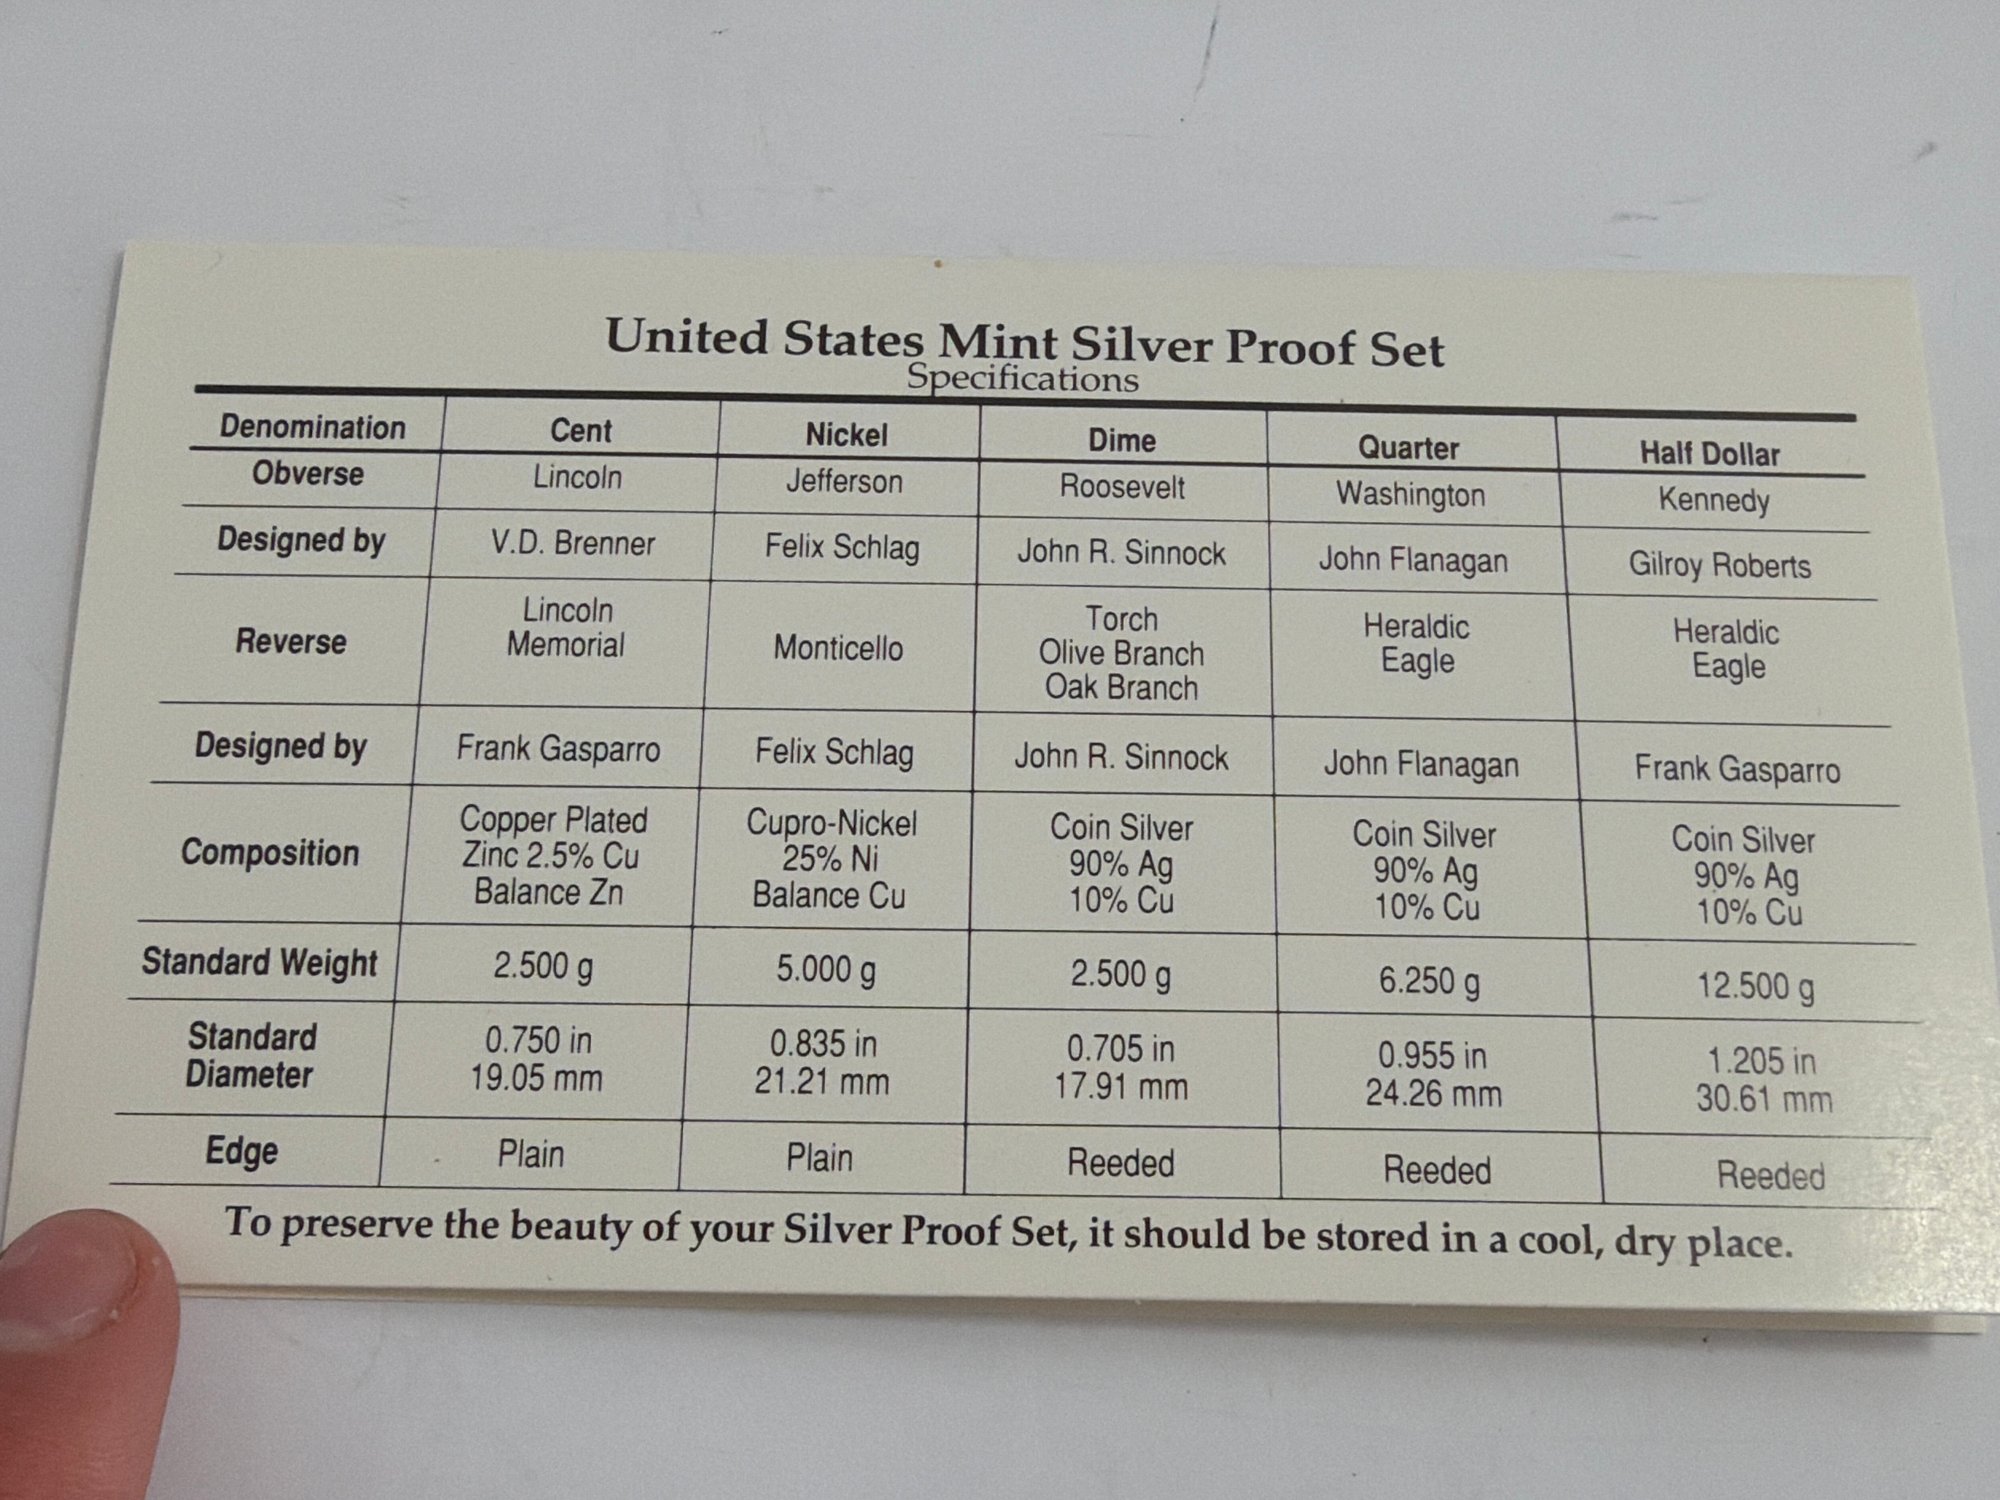 United States Mint Silver Proof Set
Specifications
Denomination Cent Nickel Dime Quarter Half Dollar
Obverse Lincoln Jefferson Roosevelt Washington Kennedy
Designed by V.D. Brenner Felix Schlag John R. Sinnock John Flanagan Gilroy Roberts
Reverse Lincoln Memorial Monticello Torch Olive Branch Oak Branch Heraldic Eagle Heraldic Eagle
Designed by Frank Gasparro Felix Schlag John R. Sinnock John Flanagan Frank Gasparro
Composition Copper Plated Zinc 2.5% Cu Balance Zn Cupro-Nickel 25% Ni Balance Cu Coin Silver 90% Ag 10% Cu Coin Silver 90% Ag 10% Cu Coin Silver 90% Ag 10% Cu
Standard Weight 2.500 g 5.000 g 2.500 g 6.250 g 12.500 g
Standard Diameter 0.750 in 19.05 mm 0.835 in 21.21 mm 0.705 in 17.91 mm 0.955 in 24.26 mm 1.205 in 30.61 mm
Edge Plain Plain Reeded Reeded Reeded
To preserve the beauty of your Silver Proof Set, it should be stored in a cool, dry place.